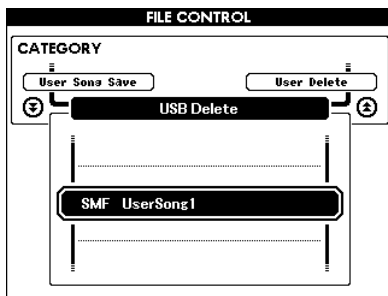 FILE CONTROL
CATEGORY
User Song Save
User Delete
USB Delete
SMF UserSong1